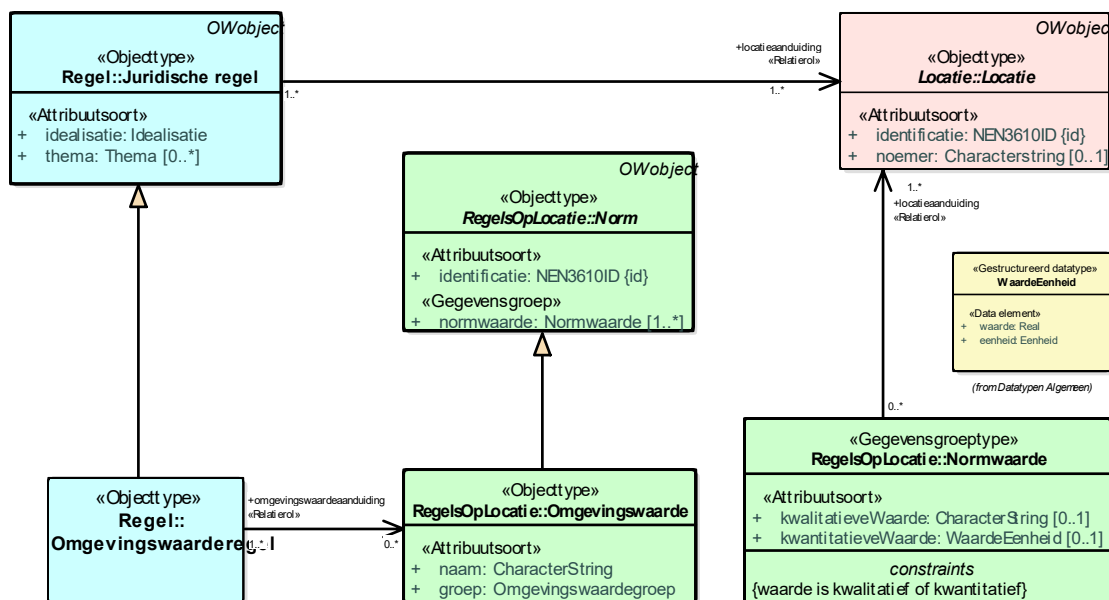 OWobject
«Objecttype»
Regel::Juridische regel
«Attribuutsoort»
+ idealisatie: Idealisatie
+ thema: Thema [0..*]
1..*
+locatieaanduiding
«Relatierol»
1..*
OWobject
«Objecttype»
Locatie::Locatie
«Attribuutsoort»
+ identificatie: NEN3610ID {id}
+ noemer: Characterstring [0..1]
OWobject
«Objecttype»
RegelsOpLocatie::Norm
«Attribuutsoort»
+ identificatie: NEN3610ID {id}
«Gegevensgroep»
+ normwaarde: Normwaarde [1..*]
1..*
+locatieaanduiding
«Relatierol»
«Gestructureerd datatype»
WaardeEenheid
«Data element»
+ waarde: Real
+ eenheid: Eenheid
(from Datatypen Algemeen)
0..*
«Objecttype»
Regel::
Omgevingswaarderegel
+omgevingswaardeaanduiding
«Relatierol»
1..*
0..*
«Objecttype»
RegelsOpLocatie::Omgevingswaarde
«Attribuutsoort»
+ naam: CharacterString
+ groep: Omgevingswaardegroep
«Gegevensgroeptype»
RegelsOpLocatie::Normwaarde
«Attribuutsoort»
+ kwalitatieveWaarde: CharacterString [0..1]
+ kwantitatieveWaarde: WaardeEenheid [0..1]
constraints
{waarde is kwalitatief of kwantitatief}